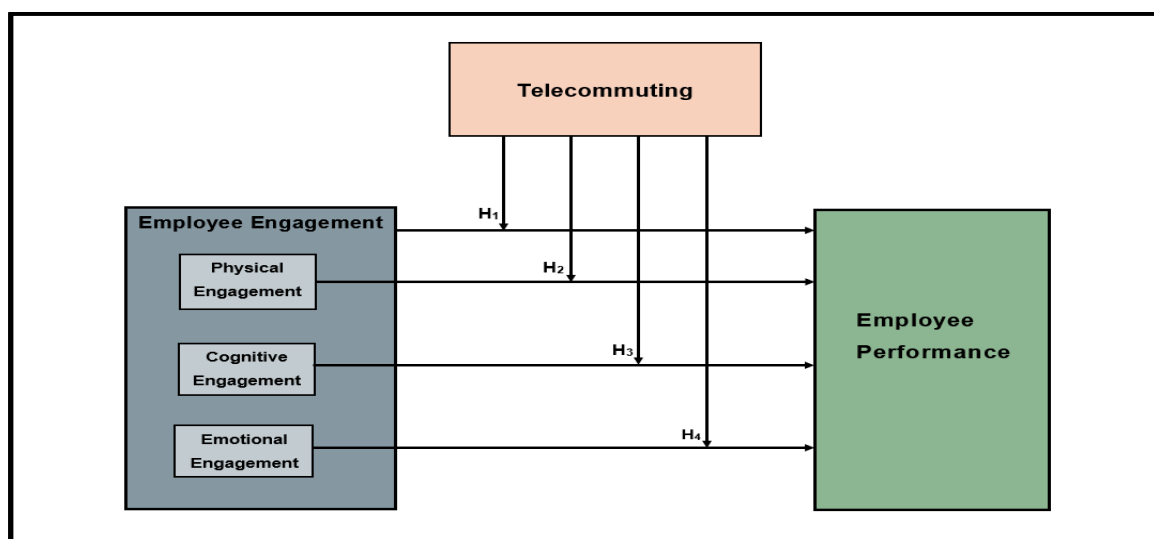 Telecommuting
Employee Engagement
H₁
Physical
Engagement
H₂
Cognitive
Engagement
H₃
Emotional
Engagement
H₄
Employee
Performance